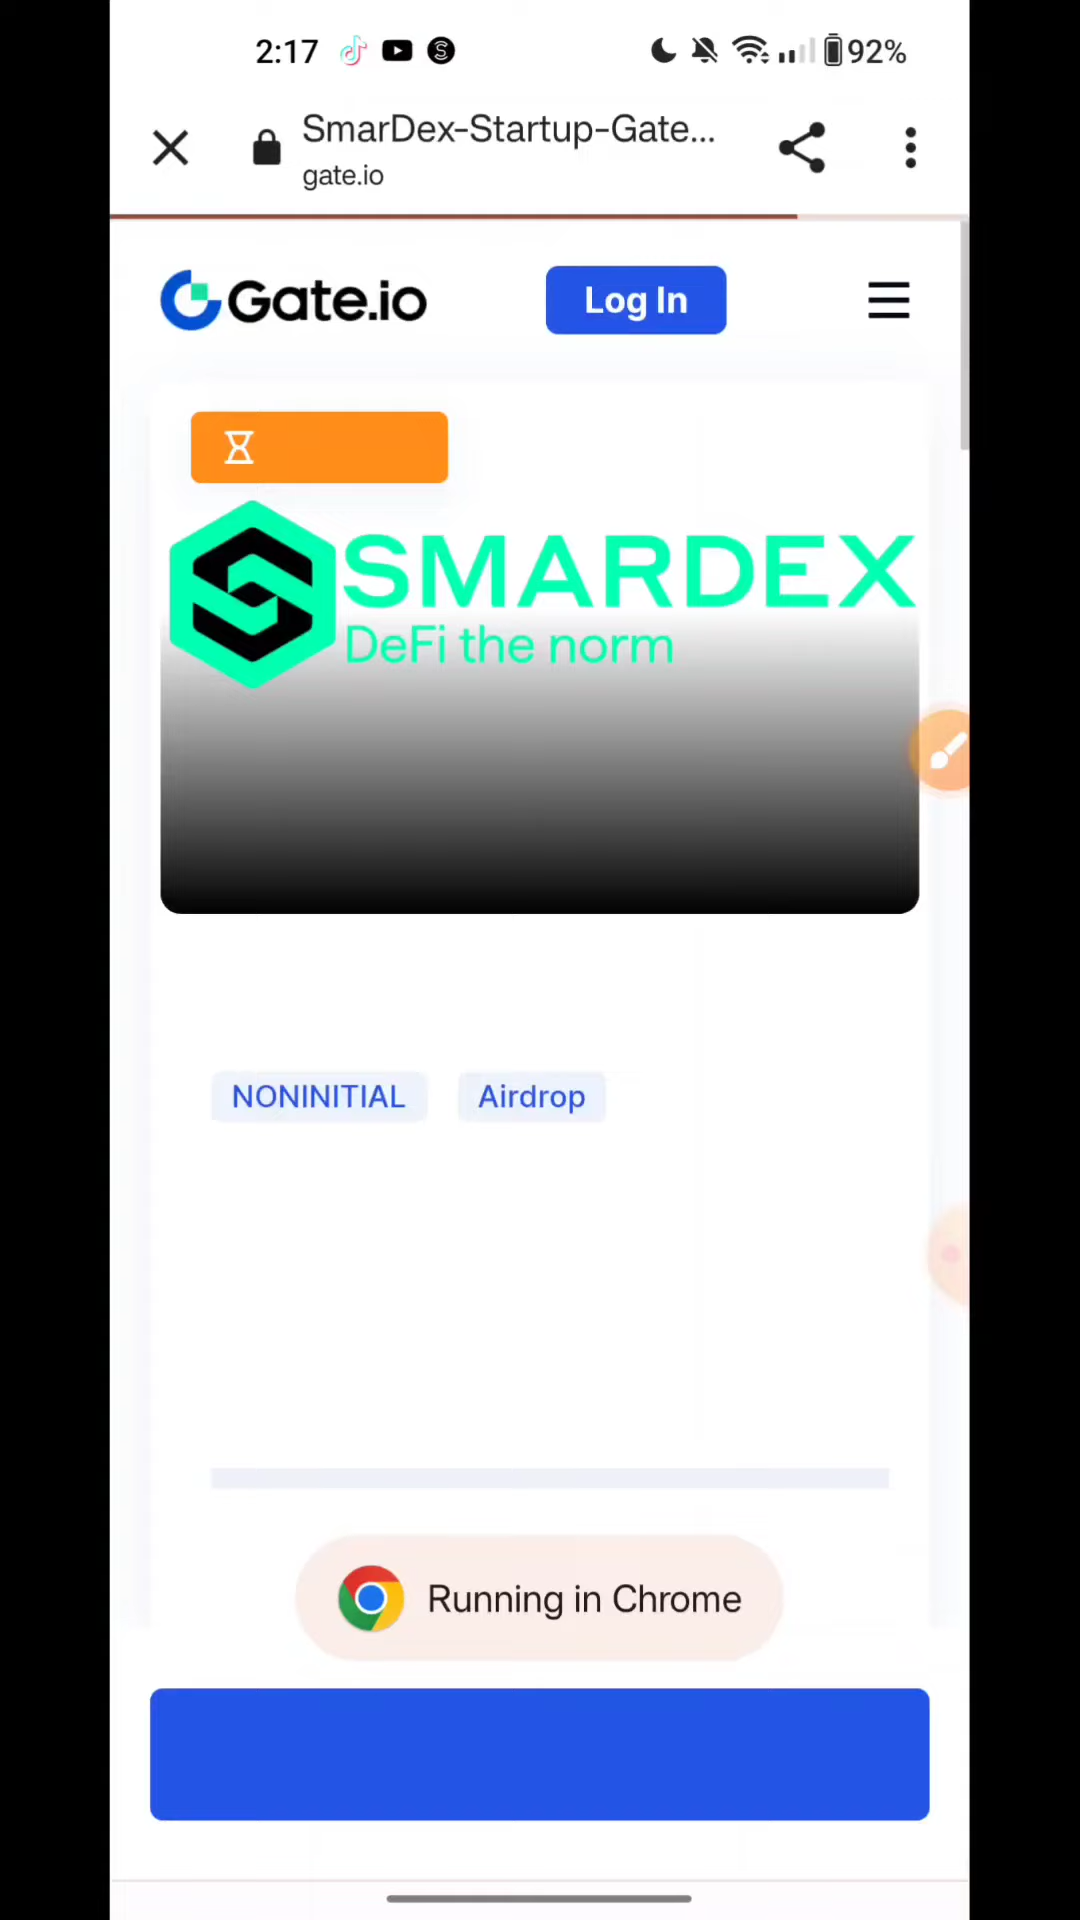 2:17
92%
SmarDex-Startup-Gate...
gate.io
Gate.io
Log In
SMARDEX
DeFi the norm
NONINITIAL
Airdrop
Running in Chrome